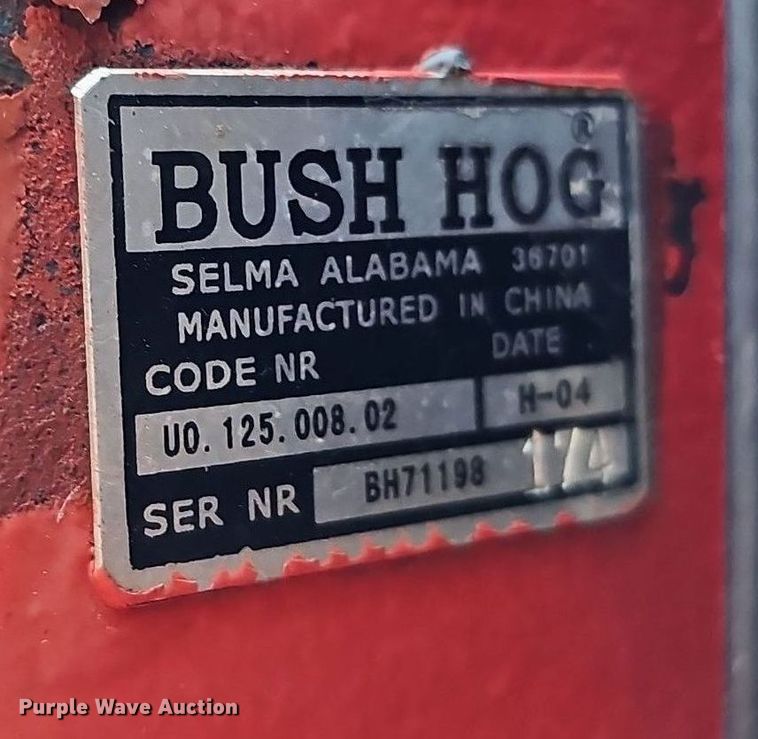 BUSH HOG®
SELMA ALABAMA 36701
MANUFACTURED IN CHINA
CODE NR DATE
U0.125.008.02 H-04
SER NR BH71198 174
Purple Wave Auction